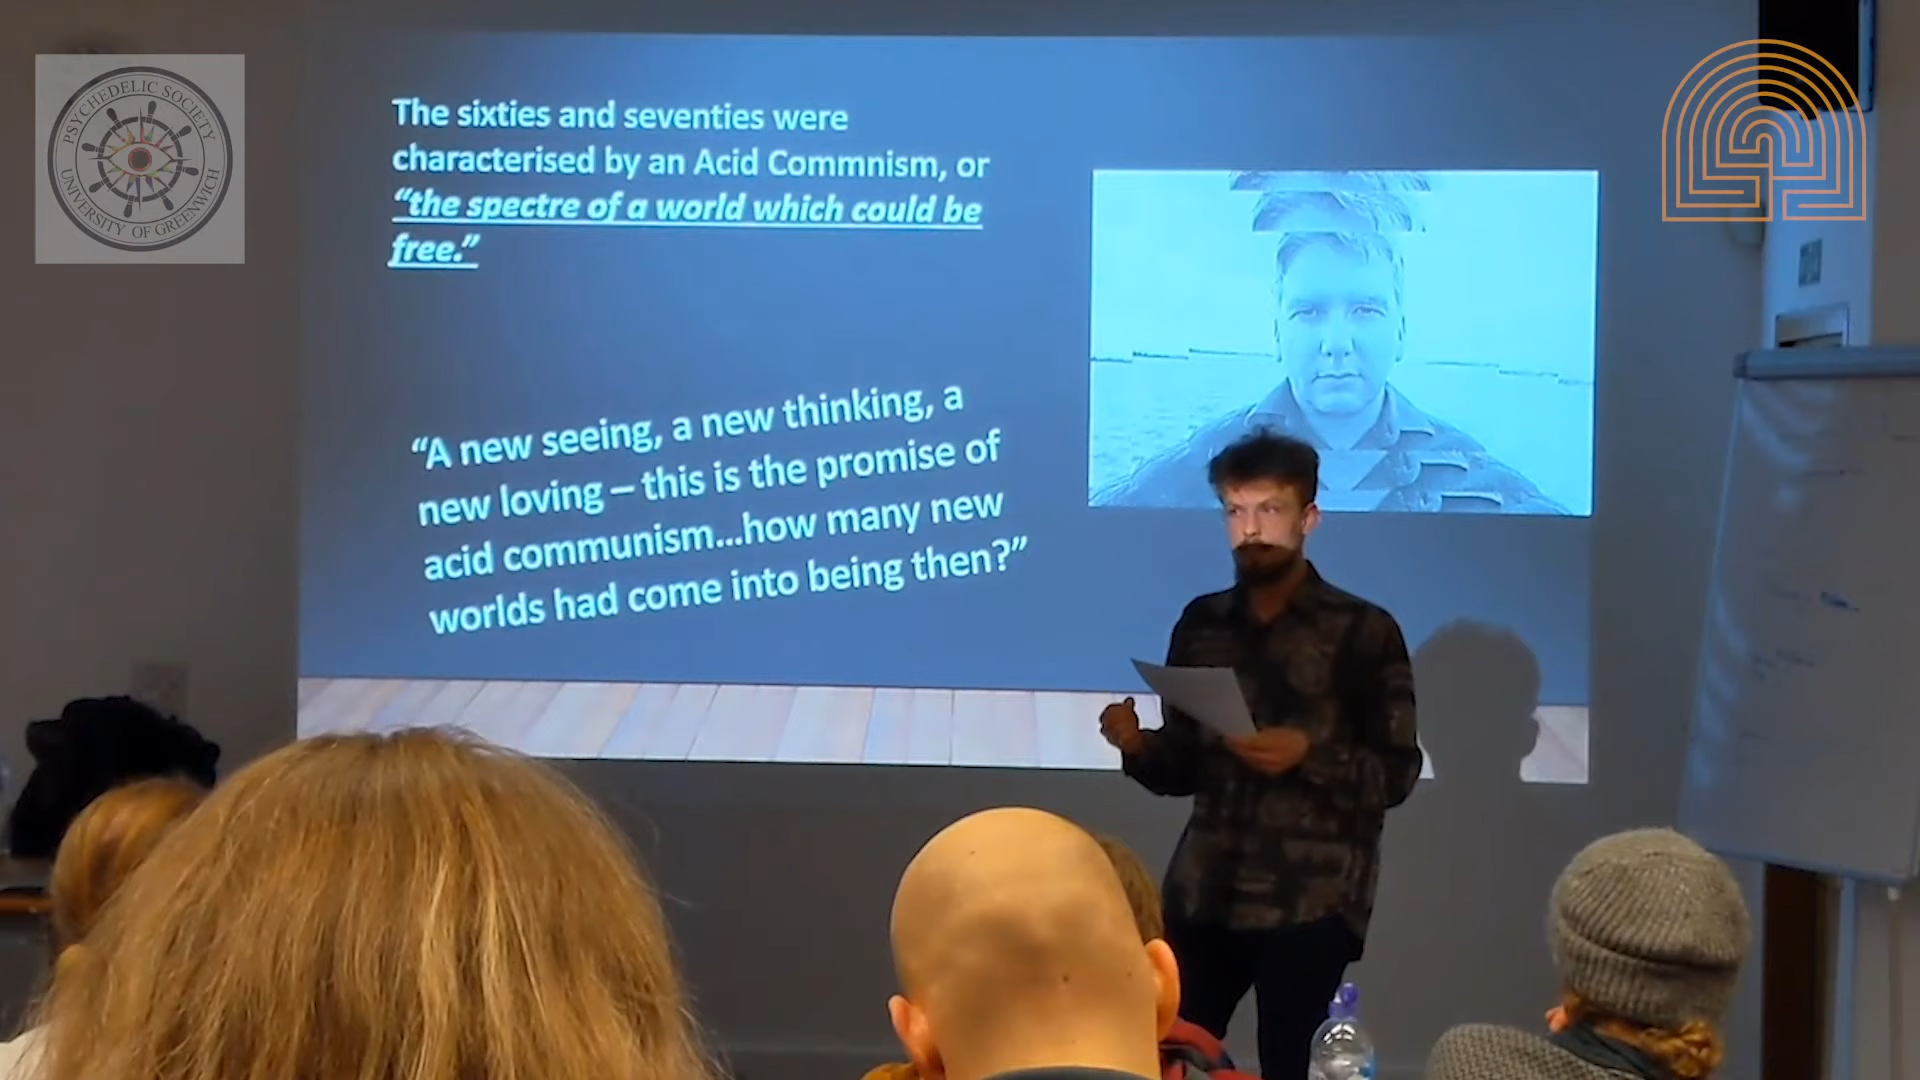 PSYCHEDELIC SOCIETY
UNIVERSITY OF GREENWICH
The sixties and seventies were
characterised by an Acid Commnism, or
“the spectre of a world which could be
free.”
“A new seeing, a new thinking, a
new loving – this is the promise of
acid communism...how many new
worlds had come into being then?”